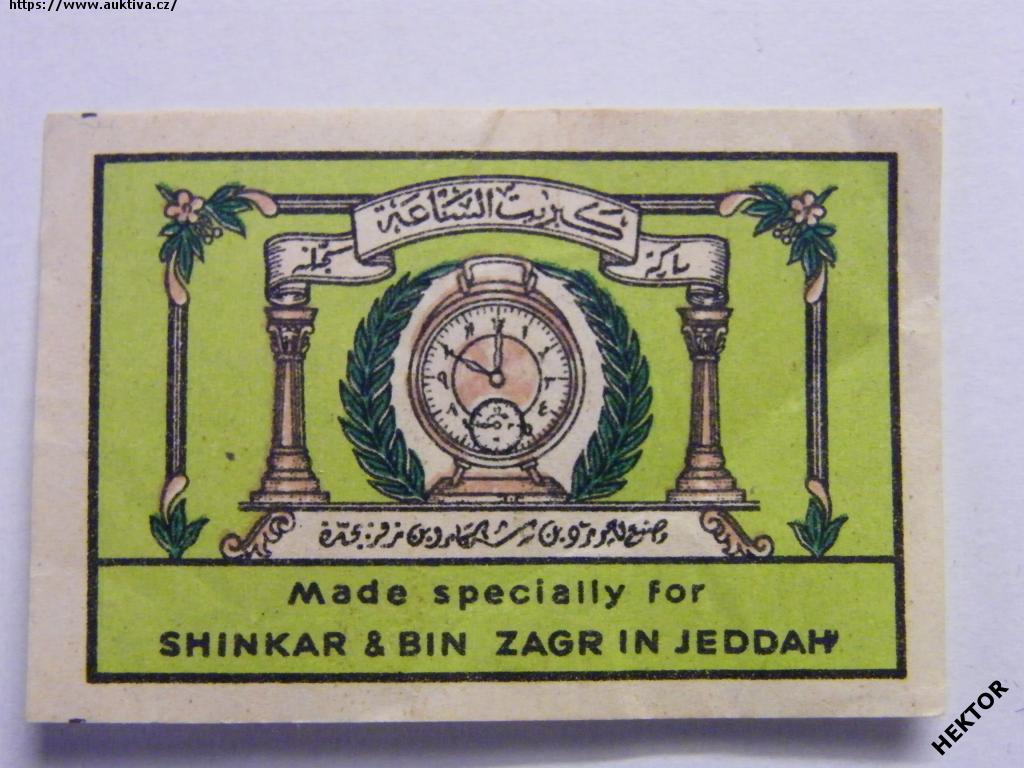 https://www.auktiva.cz/
كبريت الساعة
ماركة مسجلة
Made specially for
SHINKAR & BIN ZAGR IN JEDDAH
HEKTOR